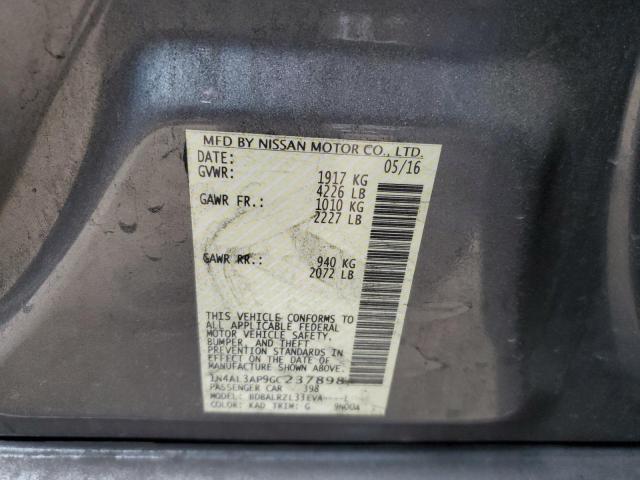 MFD BY NISSAN MOTOR CO., LTD.
DATE: 05/16
GVWR: 1917 KG
4226 LB
GAWR FR.: 1010 KG
2227 LB
GAWR RR.: 940 KG
2072 LB
THIS VEHICLE CONFORMS TO
ALL APPLICABLE FEDERAL
MOTOR VEHICLE SAFETY,
BUMPER, AND THEFT
PREVENTION STANDARDS IN
EFFECT ON THE DATE OF
MANUFACTURE SHOWN ABOVE.
1N4AL3AP9GC237898
PASSENGER CAR 398
MODEL: BDBALRZL33EVA----L
COLOR: KAD TRIM: G 9N00A